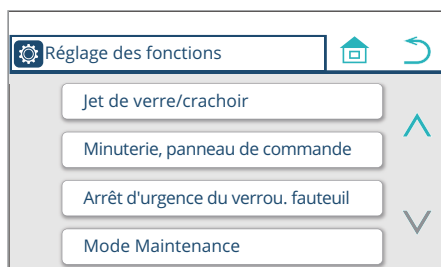 Réglage des fonctions
Jet de verre/crachoir
Minuterie, panneau de commande
Arrêt d'urgence du verrou. fauteuil
Mode Maintenance